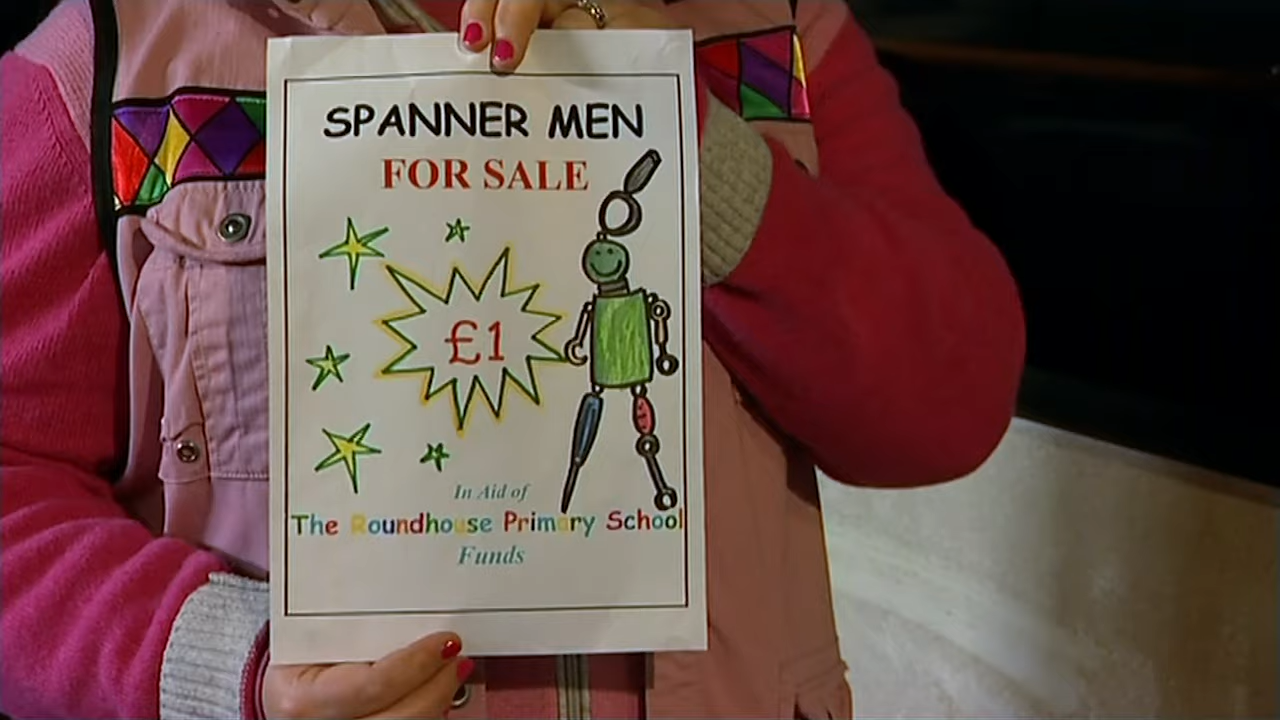 SPANNER MEN
FOR SALE
£1
In Aid of
The Roundhouse Primary School
Funds